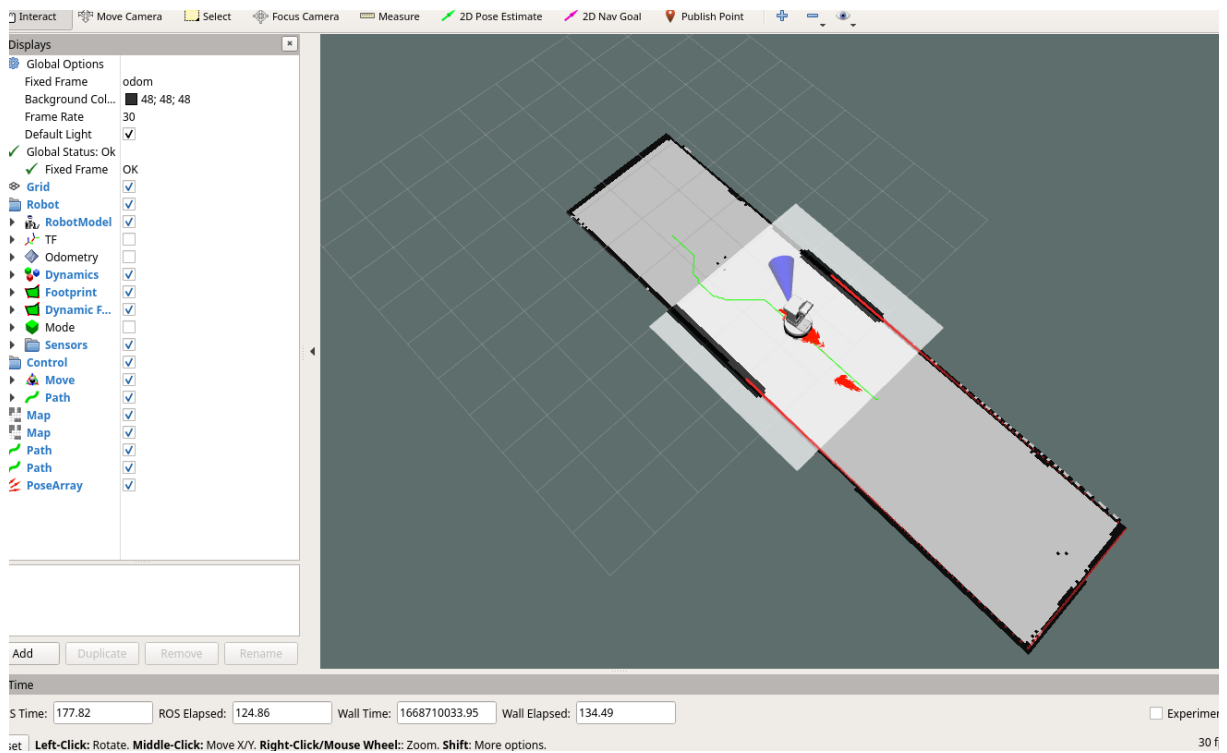 Interact Move Camera Select Focus Camera Measure 2D Pose Estimate 2D Nav Goal Publish Point
Displays
Global Options
Fixed Frame odom
Background Col... 48; 48; 48
Frame Rate 30
Default Light
Global Status: Ok
Fixed Frame OK
Grid
Robot
RobotModel
TF
Odometry
Dynamics
Footprint
Dynamic F...
Mode
Sensors
Control
Move
Path
Map
Map
Path
Path
PoseArray
Add Duplicate Remove Rename
Time
S Time: 177.82 ROS Elapsed: 124.86 Wall Time: 1668710033.95 Wall Elapsed: 134.49 Experimen
set Left-Click: Rotate. Middle-Click: Move X/Y. Right-Click/Mouse Wheel:: Zoom. Shift: More options. 30 f